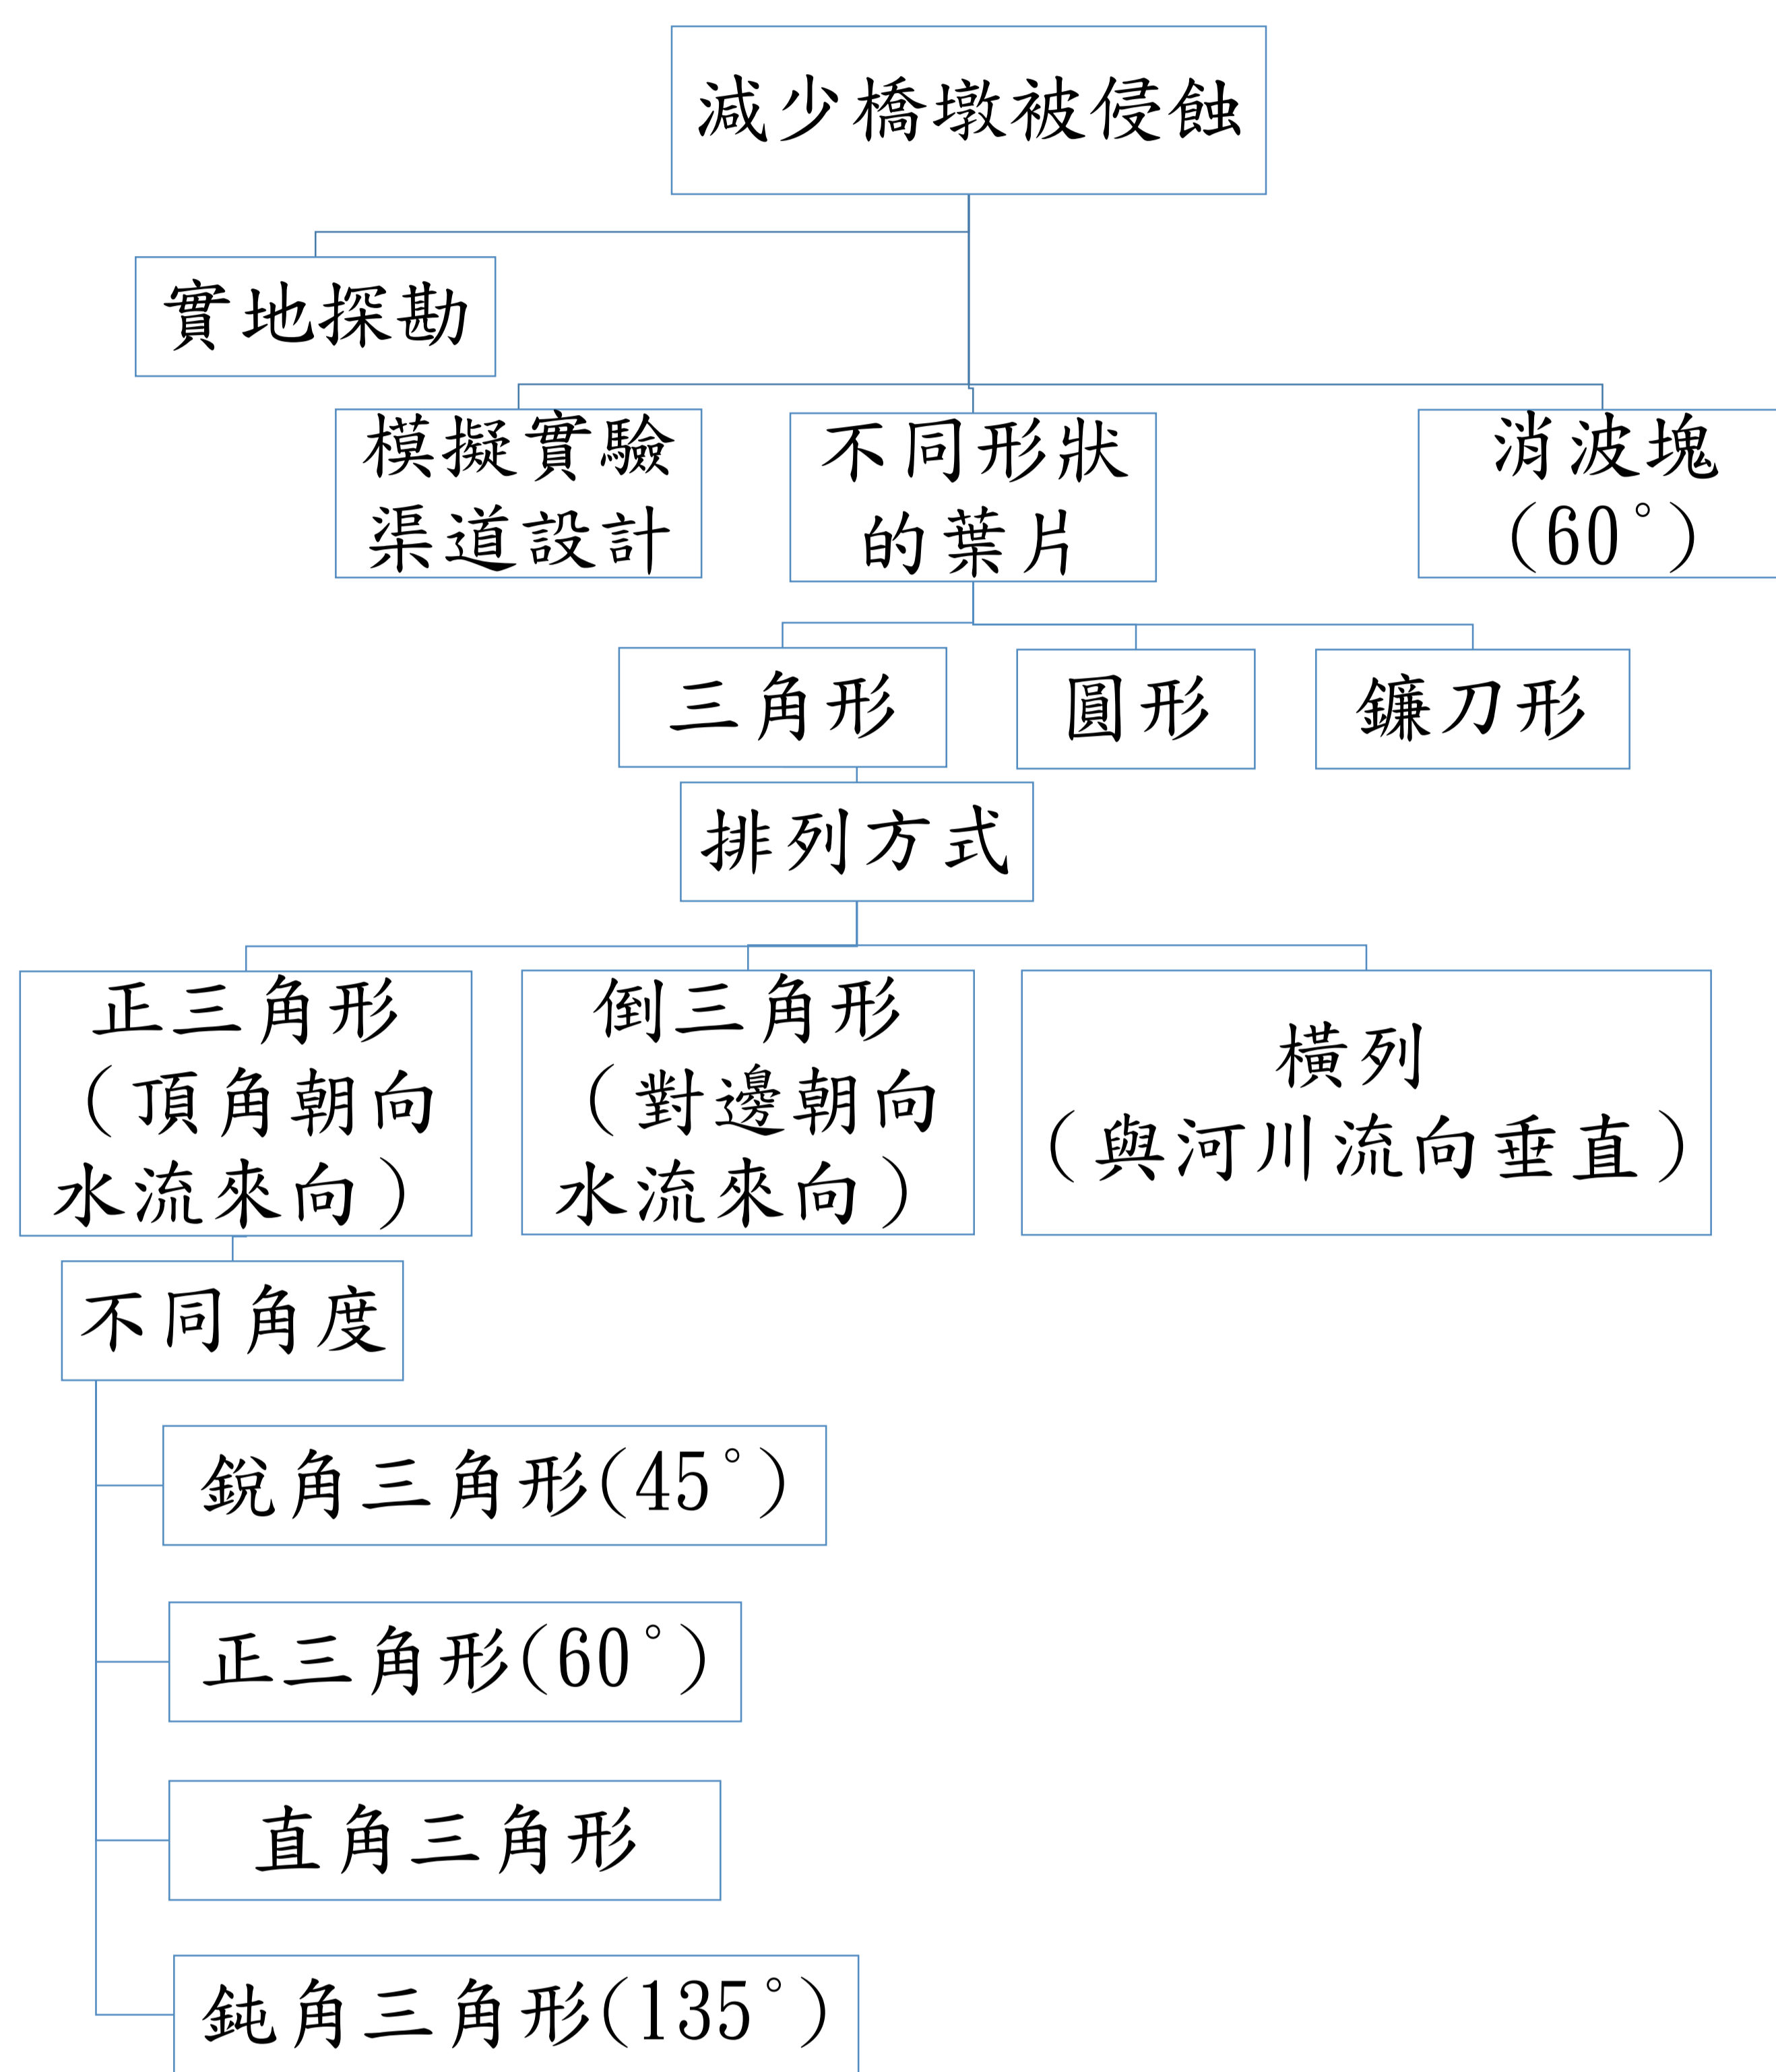 減少橋墩被侵蝕
實地探勘
模擬實驗
渠道設計
不同形狀
的葉片
消波墩
(60°)
三角形
圓形
鐮刀形
排列方式
正三角形
(頂角朝向
水流來向)
倒三角形
(對邊朝向
水流來向)
橫列
(與河川流向垂直)
不同角度
銳角三角形(45°)
正三角形(60°)
直角三角形
鈍角三角形(135°)